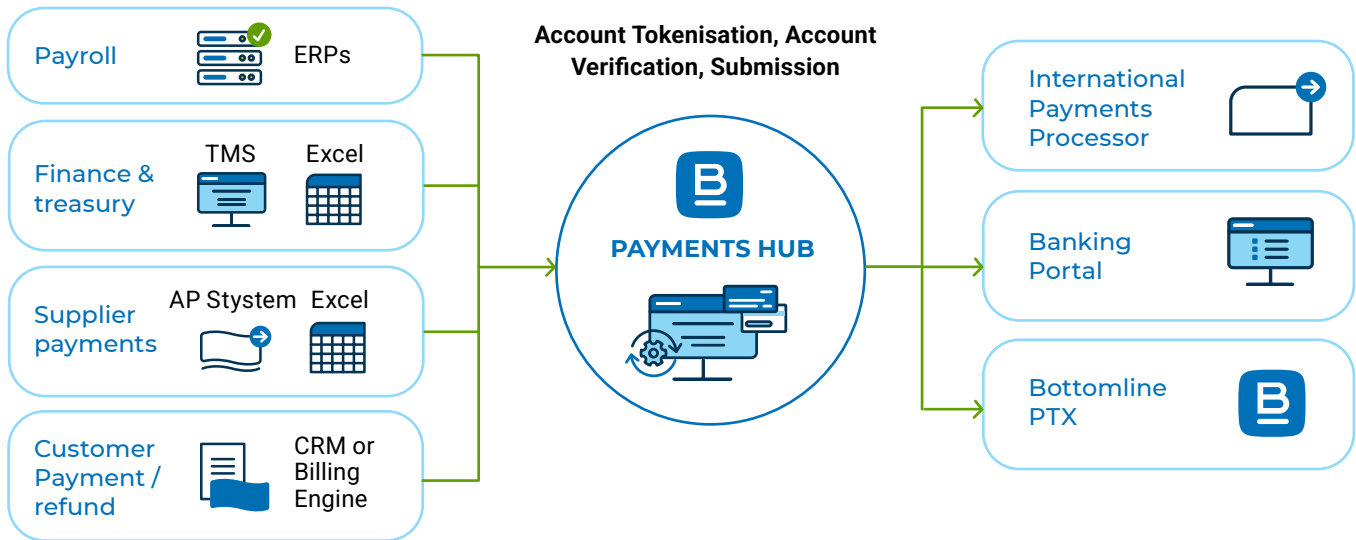 Payroll
ERPs
Finance &
treasury
TMS
Excel
Supplier
payments
AP Stystem
Excel
Customer
Payment /
refund
CRM or
Billing
Engine
Account Tokenisation, Account
Verification, Submission
B
PAYMENTS HUB
International
Payments
Processor
Banking
Portal
Bottomline
PTX
B